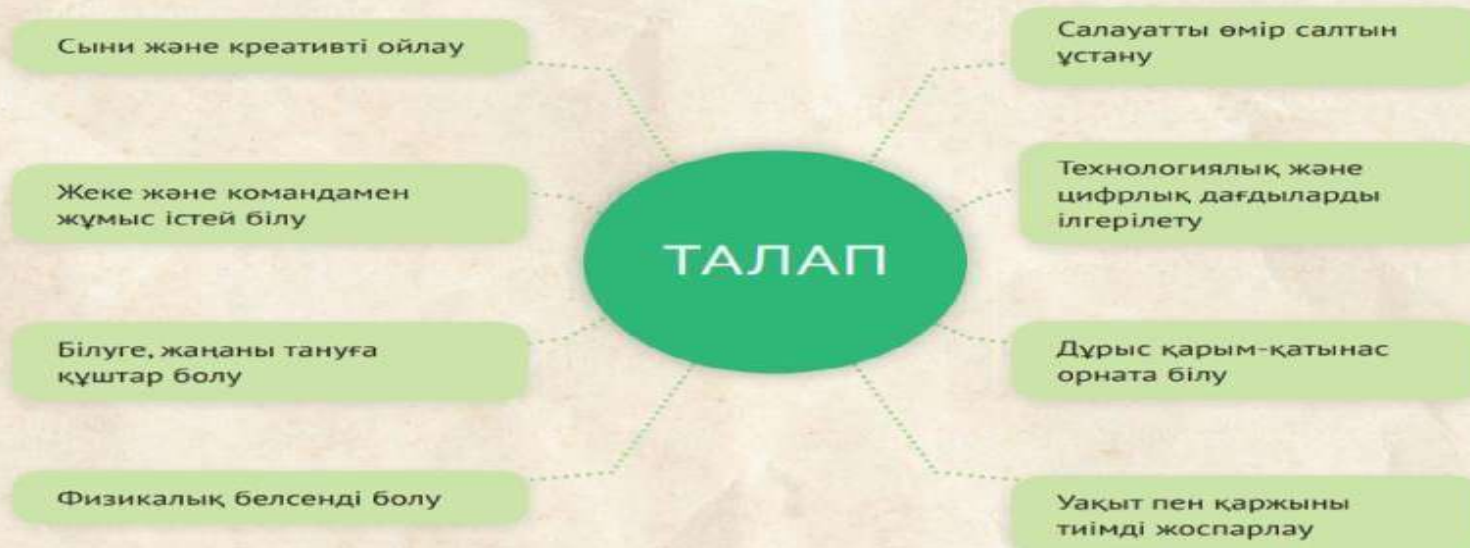 Сыни және креативті ойлау
Жеке және командамен
жұмыс істей білу
Білуге, жаңаны тануға
құштар болу
Физикалық белсенді болу
ТАЛАП
Салауатты өмір салтын
ұстану
Технологиялық және
цифрлық дағдыларды
ілгерілету
Дұрыс қарым-қатынас
орната білу
Уақыт пен қаржыны
тиімді жоспарлау